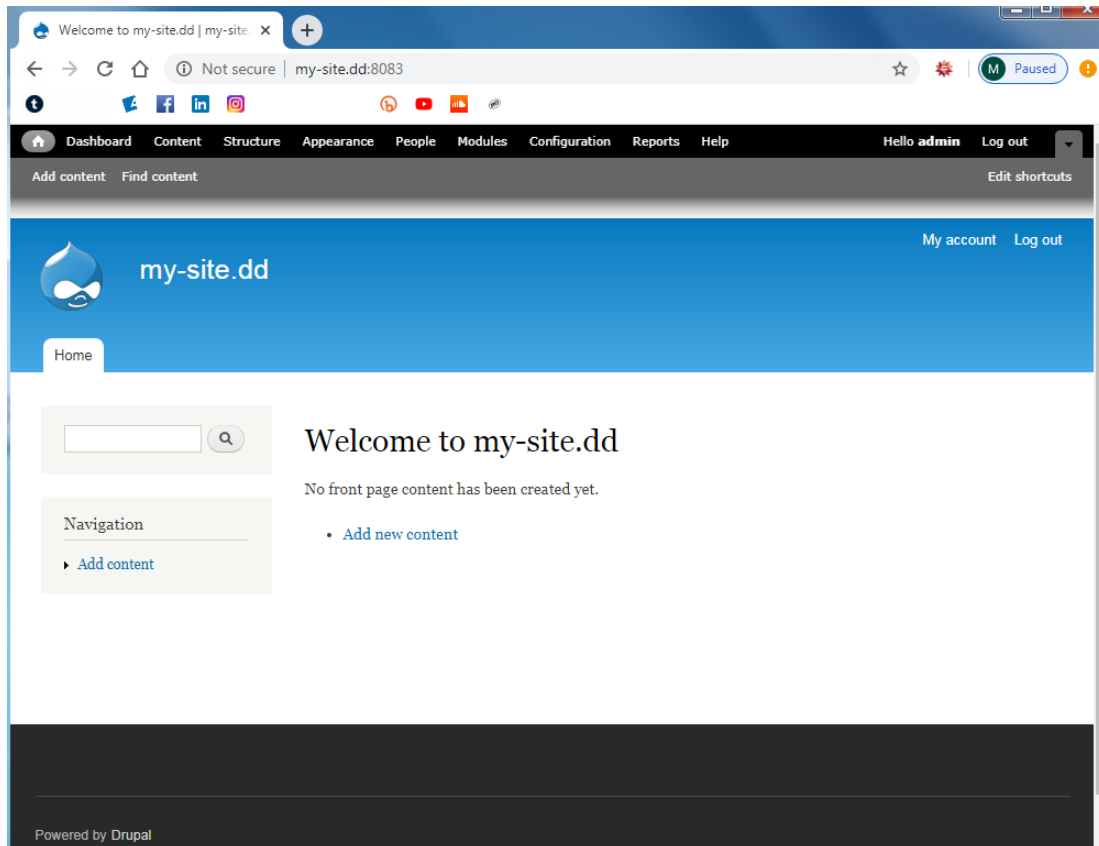 Welcome to my-site.dd | my-site
Not secure | my-site.dd:8083
M Paused
Dashboard Content Structure Appearance People Modules Configuration Reports Help Hello admin Log out
Add content Find content Edit shortcuts
My account Log out
my-site.dd
Home
Welcome to my-site.dd
No front page content has been created yet.
Navigation
• Add new content
Add content
Powered by Drupal